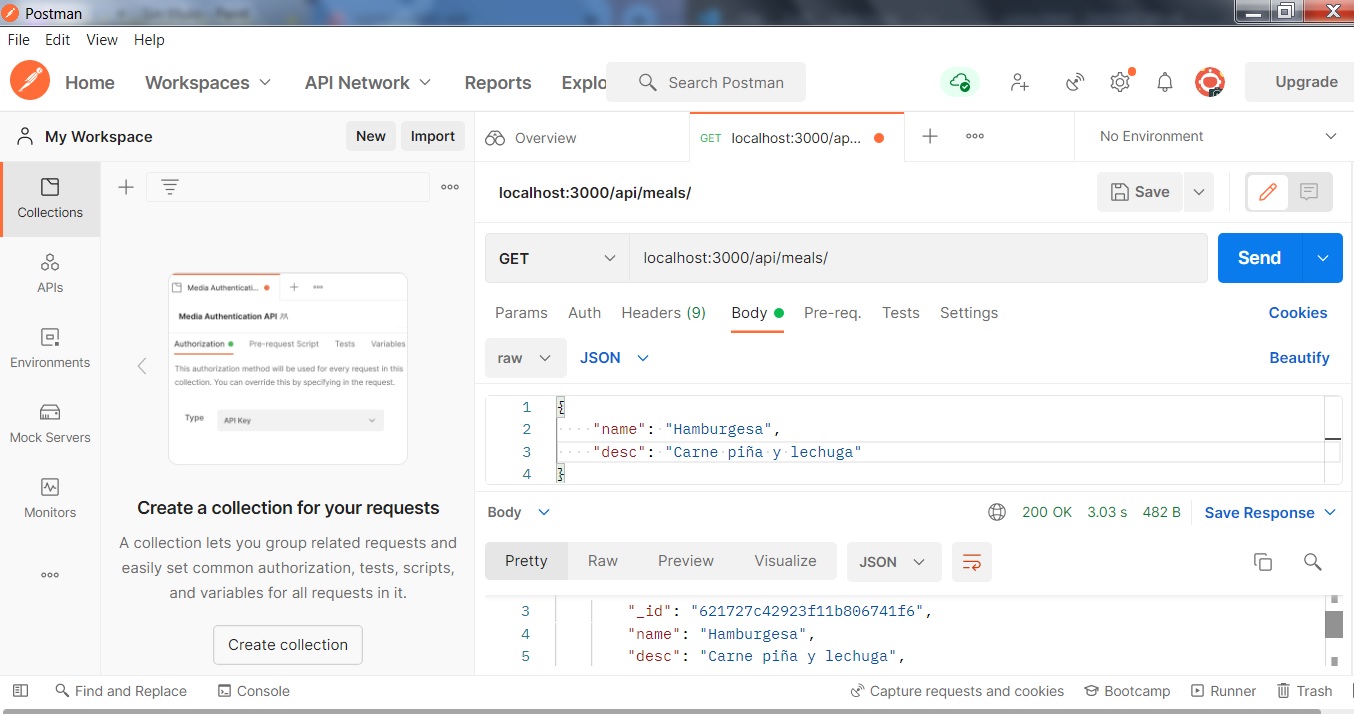 Postman
File Edit View Help
Home Workspaces API Network Reports Explo Search Postman Upgrade
My Workspace New Import Overview GET localhost:3000/ap... No Environment
Collections
APIs
Environments
Mock Servers
Monitors
Media Authenticati...
Media Authentication API
Authorization Pre-request Script Tests Variables
This authorization method will be used for every request in this
collection. You can override this by specifying in the request.
Type API Key
Create a collection for your requests
A collection lets you group related requests and
easily set common authorization, tests, scripts,
and variables for all requests in it.
Create collection
localhost:3000/api/meals/ Save
GET localhost:3000/api/meals/ Send
Params Auth Headers (9) Body Pre-req. Tests Settings Cookies
raw JSON Beautify
1 {
2 "name": "Hamburgesa",
3 "desc": "Carne piña y lechuga"
4 }
Body 200 OK 3.03 s 482 B Save Response
Pretty Raw Preview Visualize JSON
3 "_id": "621727c42923f11b806741f6",
4 "name": "Hamburgesa",
5 "desc": "Carne piña y lechuga",
Find and Replace Console Capture requests and cookies Bootcamp Runner Trash